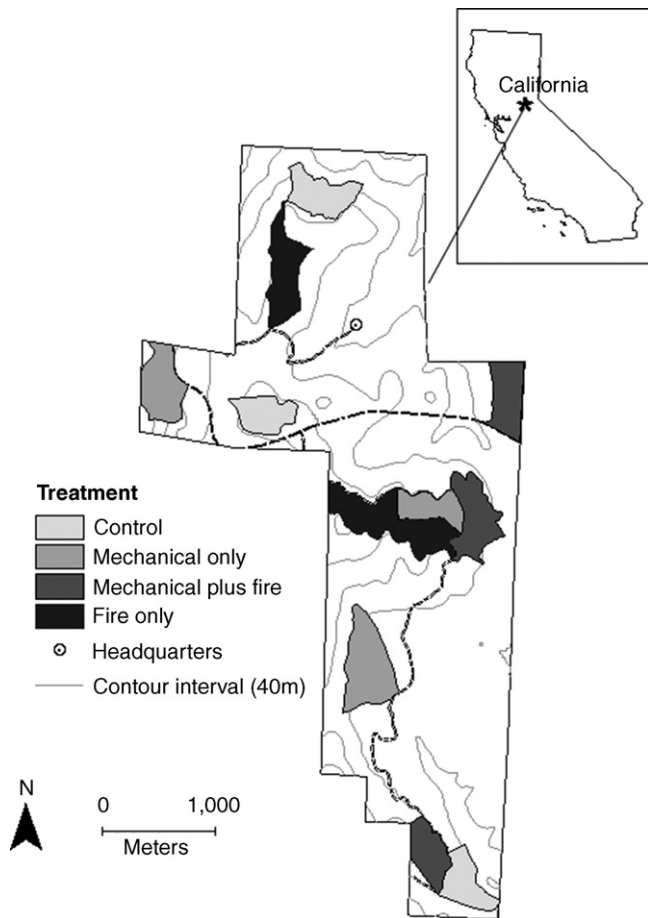 California
Treatment
Control
Mechanical only
Mechanical plus fire
Fire only
Headquarters
Contour interval (40m)
N
0 1,000
Meters